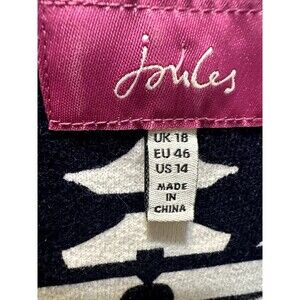 joules
UK 18
EU 46
US 14
MADE
IN
CHINA